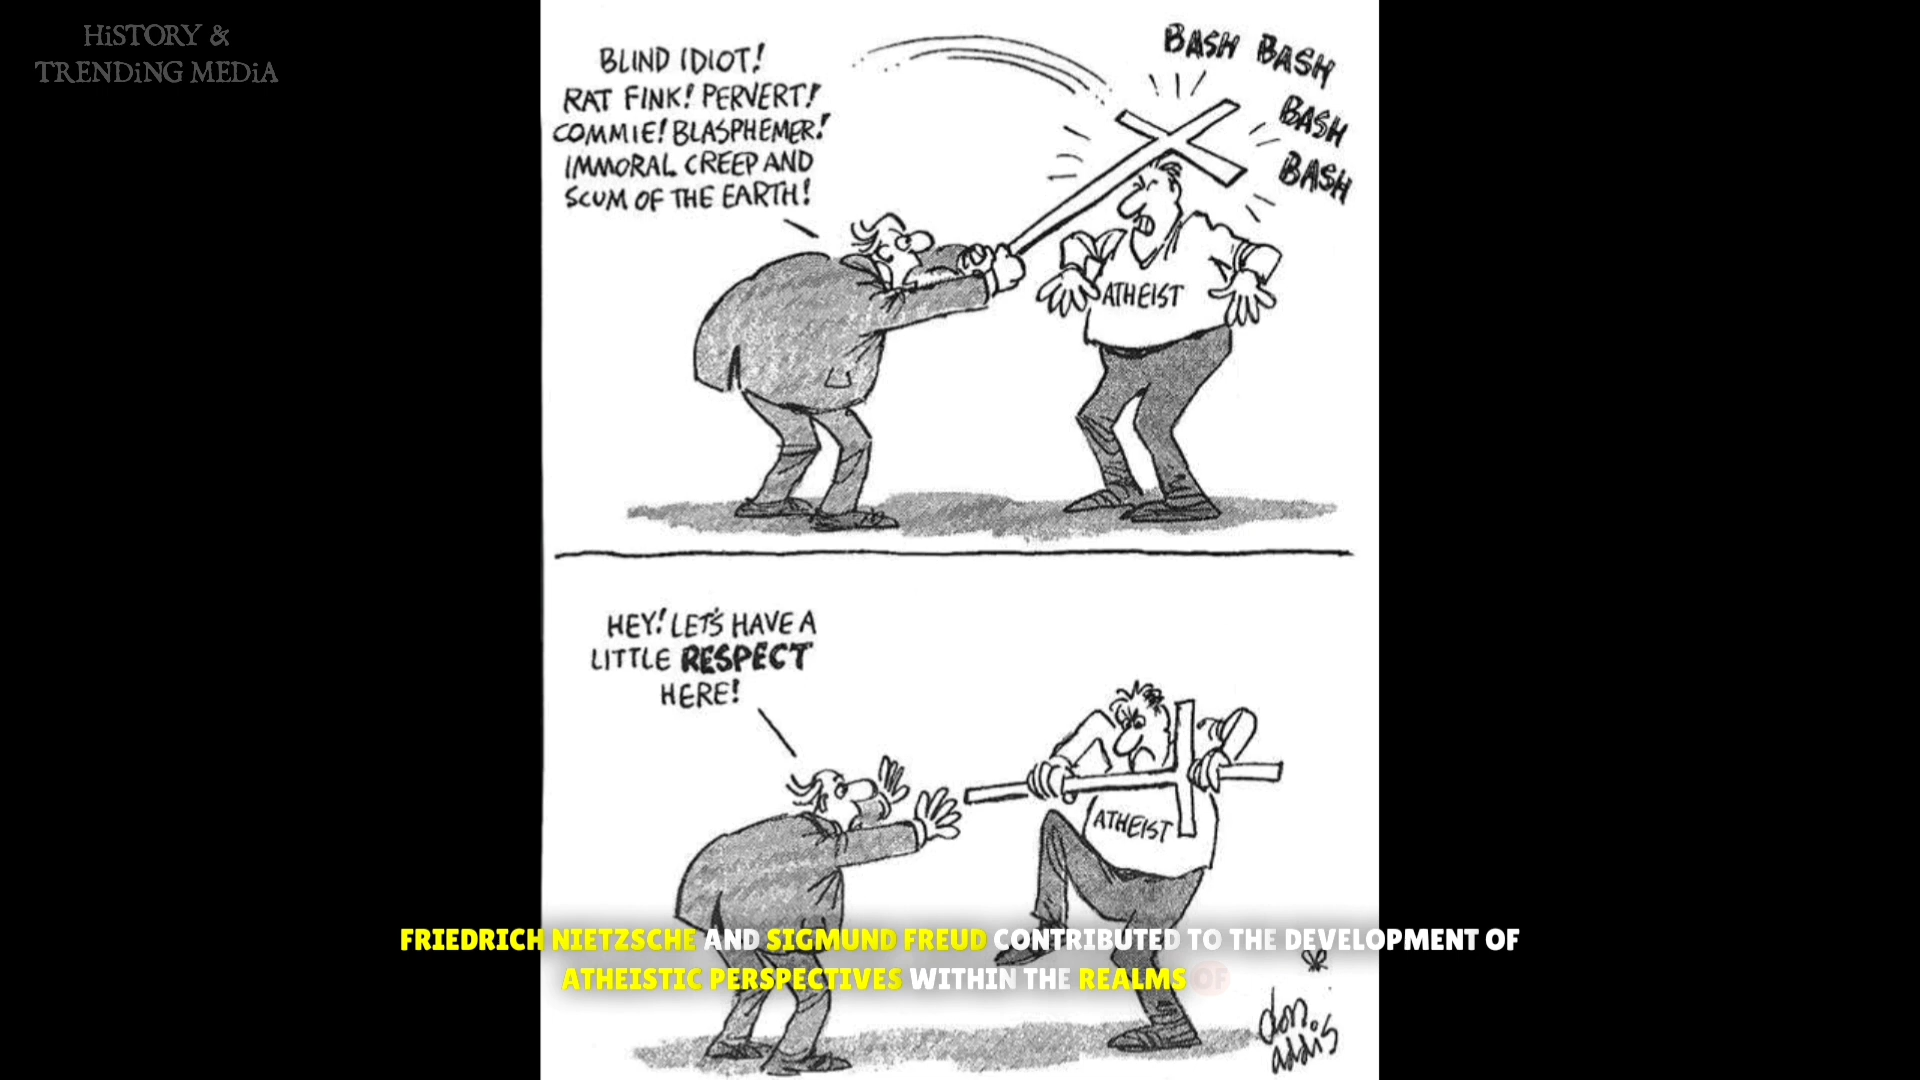 HiSTORY &
TRENDiNG MEDiA
BLIND IDIOT!
RAT FINK! PERVERT!
COMMIE! BLASPHEMER!
IMMORAL CREEP AND
SCUM OF THE EARTH!
BASH BASH
BASH
BASH
ATHEIST
HEY! LET'S HAVE A
LITTLE RESPECT
HERE!
ATHEIST
FRIEDRICH NIETZSCHE AND SIGMUND FREUD CONTRIBUTED TO THE DEVELOPMENT OF
ATHEISTIC PERSPECTIVES WITHIN THE REALMS OF
don
addis